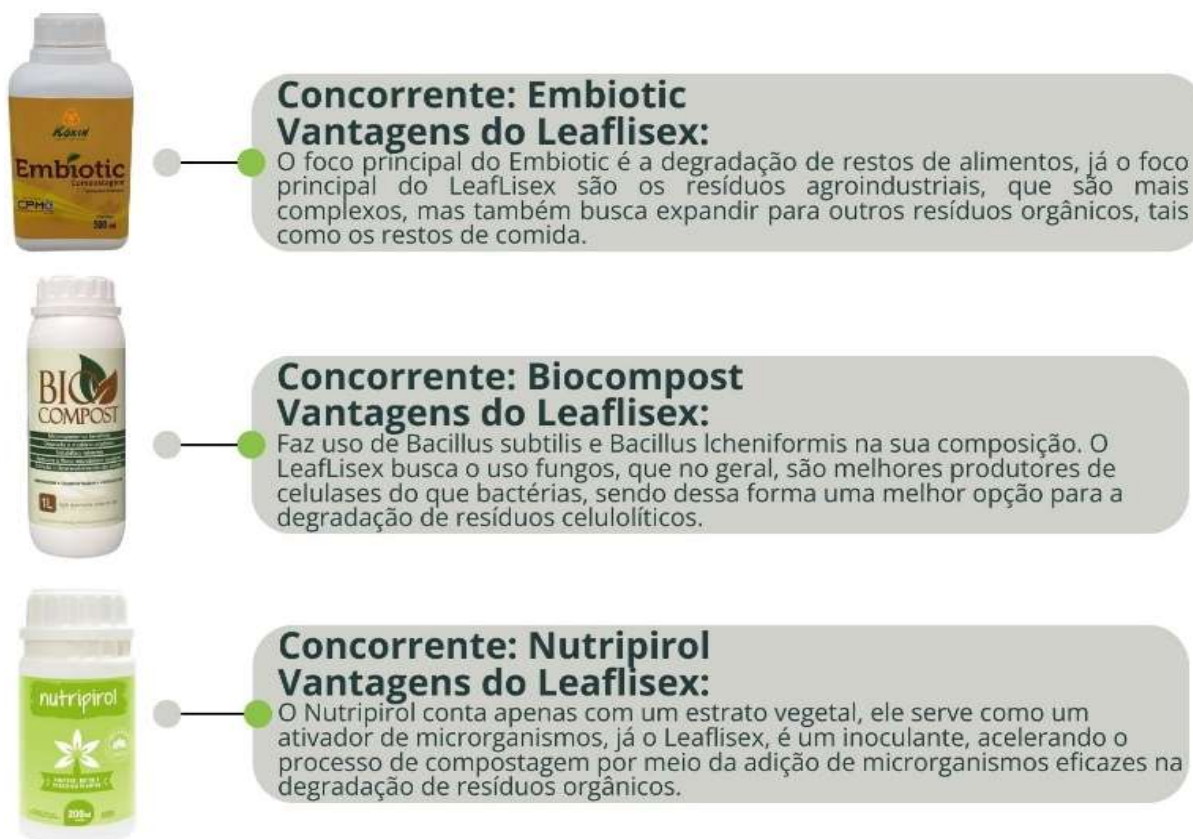 KORIN
Embiotic
Compostagem
500 ml
Concorrente: Embiotic
Vantagens do Leaflisex:
O foco principal do Embiotic é a degradação de restos de alimentos, já o foco
principal do LeafLisex são os resíduos agroindustriais, que são mais
complexos, mas também busca expandir para outros resíduos orgânicos, tais
como os restos de comida.
BIO
COMPOST
1L
Concorrente: Biocompost
Vantagens do Leaflisex:
Faz uso de Bacillus subtilis e Bacillus lcheniformis na sua composição. O
LeafLisex busca o uso fungos, que no geral, são melhores produtores de
celulases do que bactérias, sendo dessa forma uma melhor opção para a
degradação de resíduos celulolíticos.
nutripirol
200ml
Concorrente: Nutripirol
Vantagens do Leaflisex:
O Nutripirol conta apenas com um estrato vegetal, ele serve como um
ativador de microrganismos, já o Leaflisex, é um inoculante, acelerando o
processo de compostagem por meio da adição de microrganismos eficazes na
degradação de resíduos orgânicos.